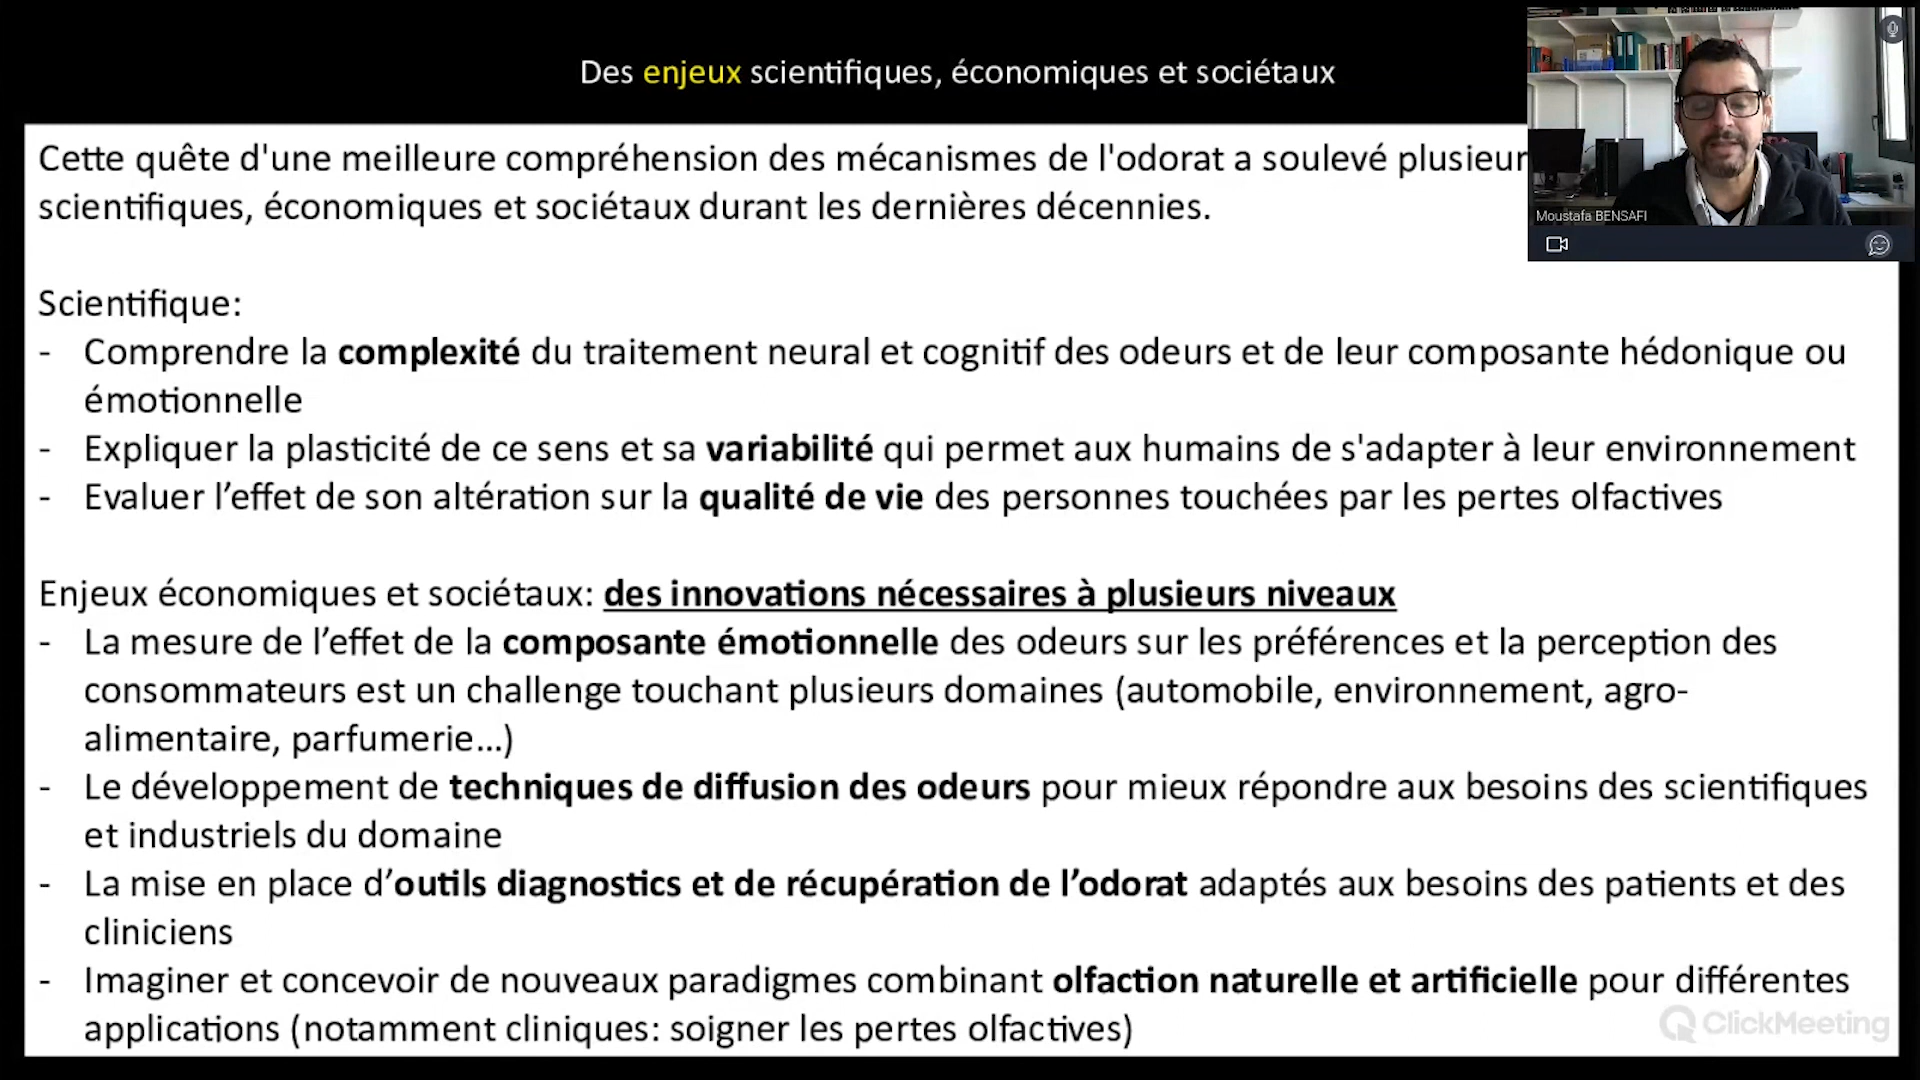 Des enjeux scientifiques, économiques et sociétaux
Cette quête d'une meilleure compréhension des mécanismes de l'odorat a soulevé plusieur
scientifiques, économiques et sociétaux durant les dernières décennies.
Moustafa BENSAFI
Scientifique:
- Comprendre la complexité du traitement neural et cognitif des odeurs et de leur composante hédonique ou
émotionnelle
- Expliquer la plasticité de ce sens et sa variabilité qui permet aux humains de s'adapter à leur environnement
- Evaluer l’effet de son altération sur la qualité de vie des personnes touchées par les pertes olfactives
Enjeux économiques et sociétaux: des innovations nécessaires à plusieurs niveaux
- La mesure de l’effet de la composante émotionnelle des odeurs sur les préférences et la perception des
consommateurs est un challenge touchant plusieurs domaines (automobile, environnement, agro-
alimentaire, parfumerie…)
- Le développement de techniques de diffusion des odeurs pour mieux répondre aux besoins des scientifiques
et industriels du domaine
- La mise en place d’outils diagnostics et de récupération de l’odorat adaptés aux besoins des patients et des
cliniciens
- Imaginer et concevoir de nouveaux paradigmes combinant olfaction naturelle et artificielle pour différentes
applications (notamment cliniques: soigner les pertes olfactives)
ClickMeeting